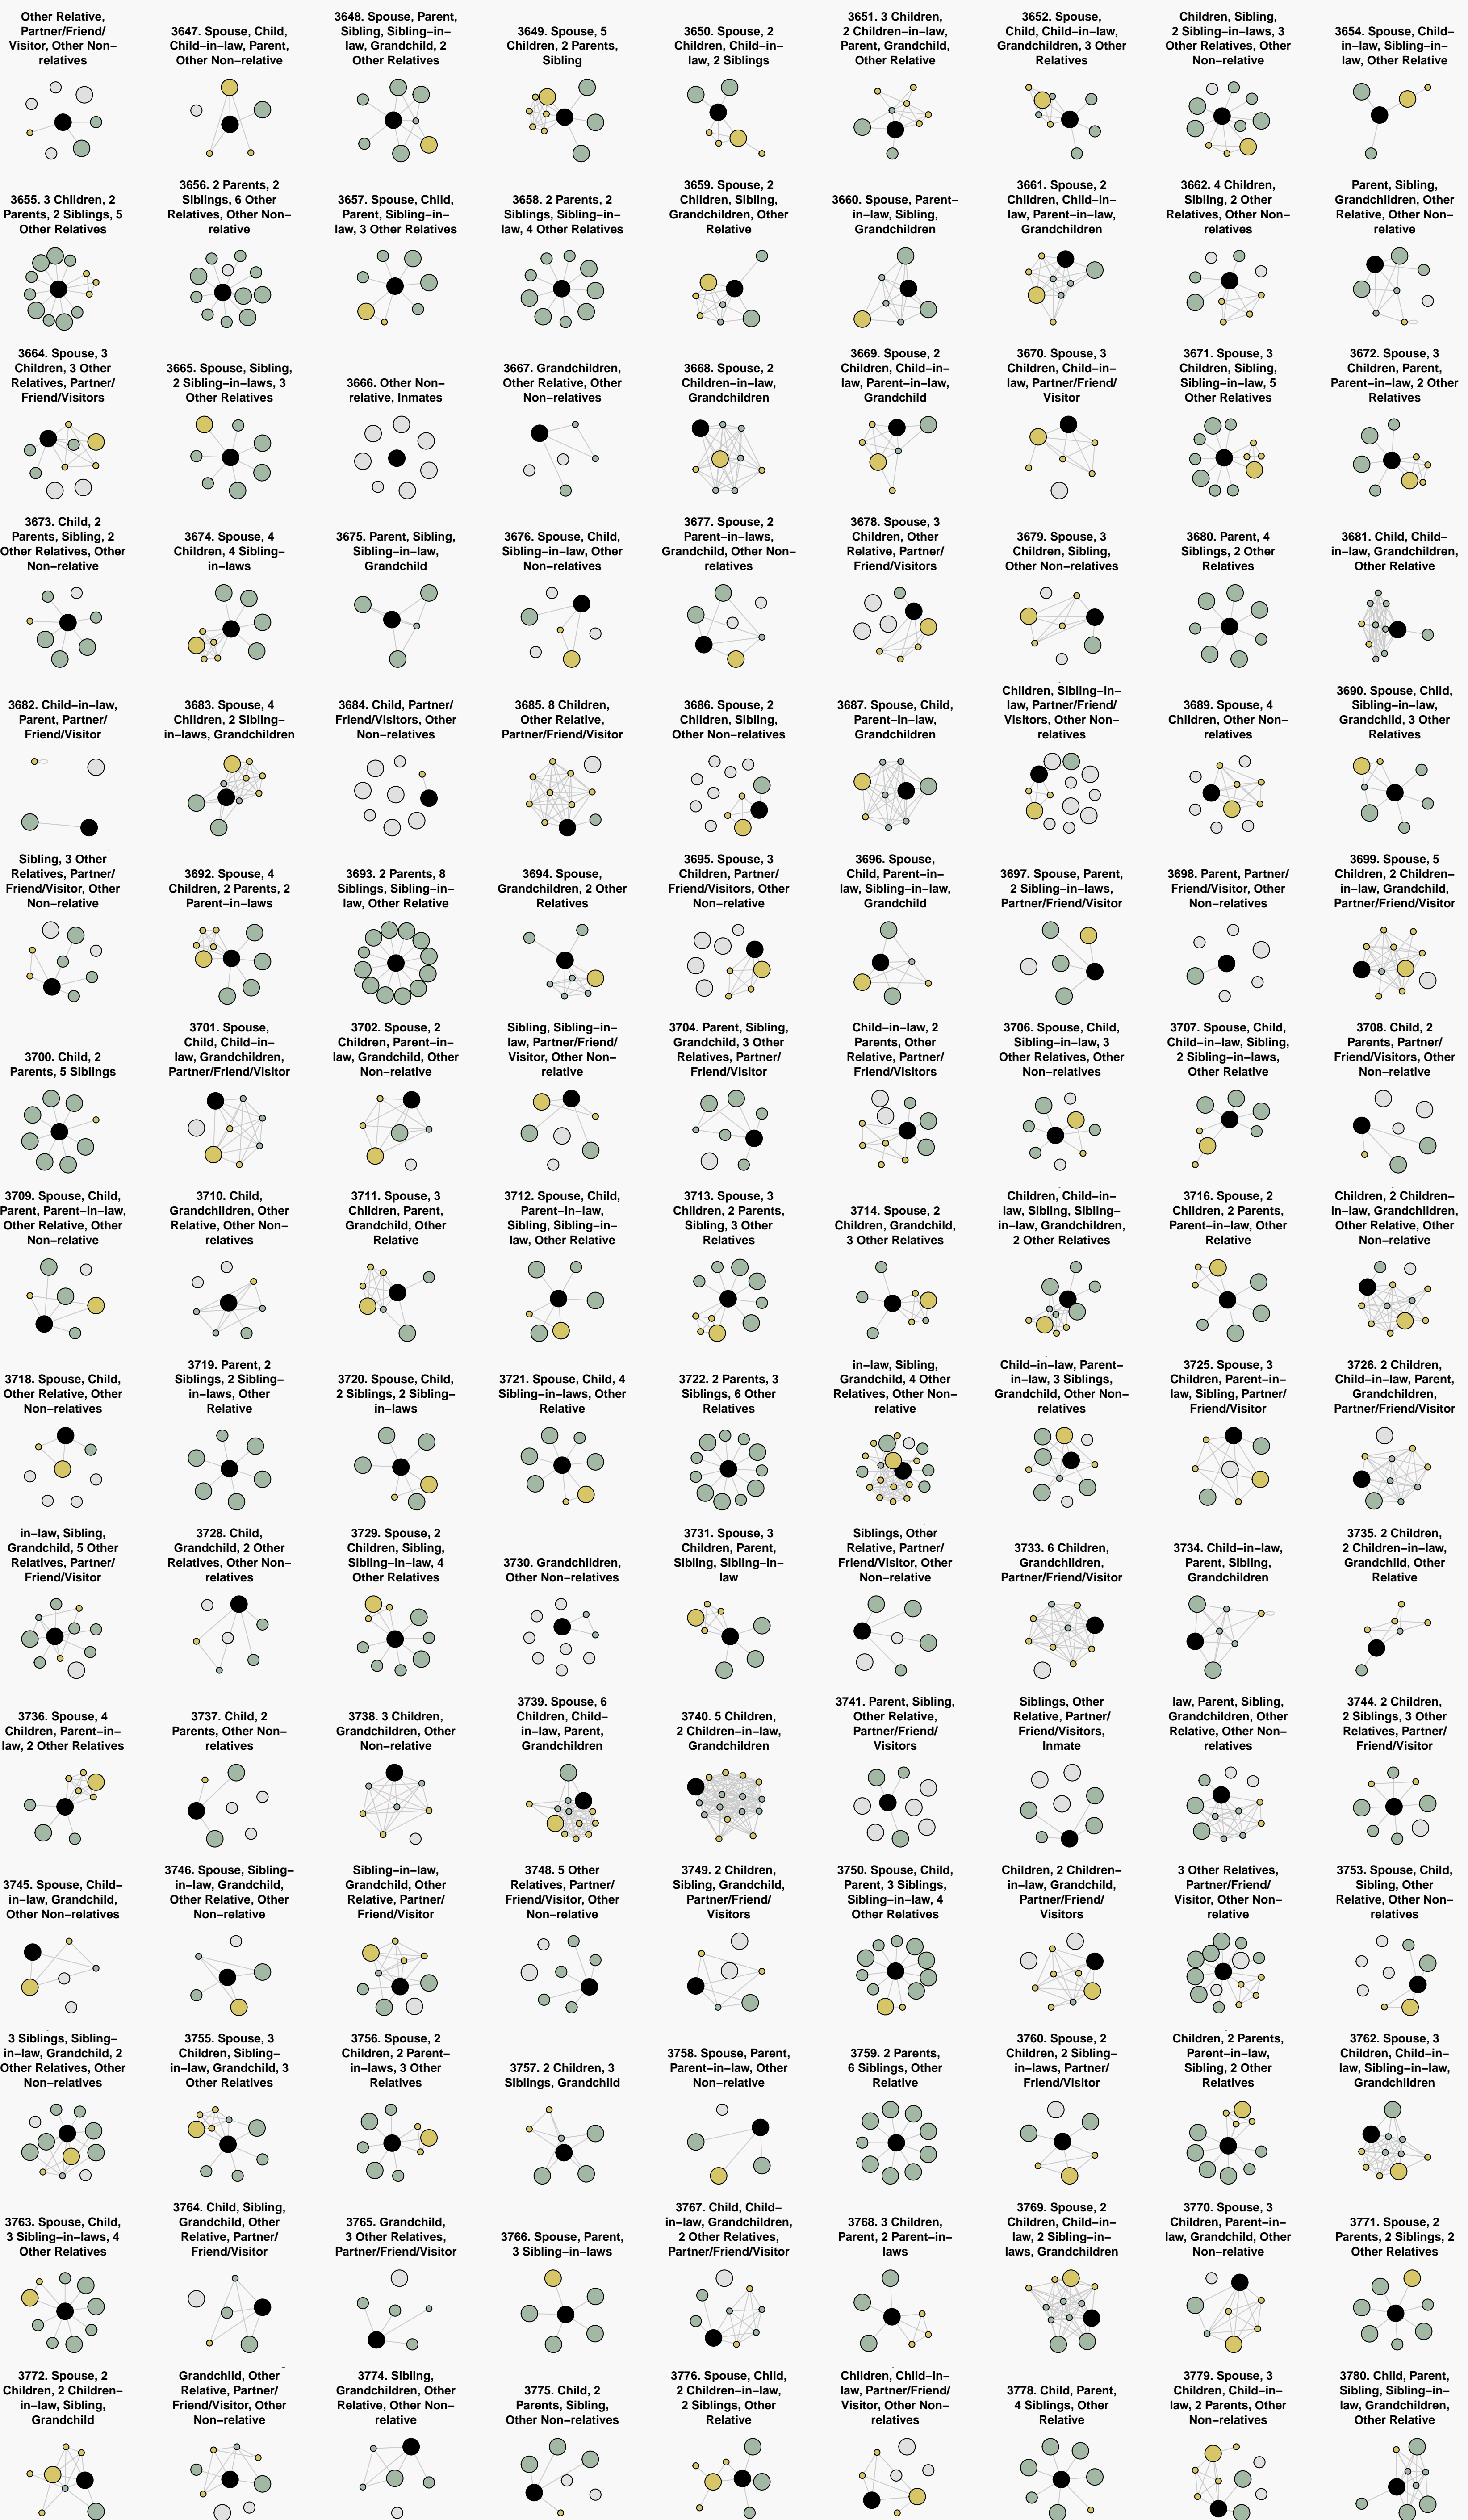 Other Relative,
Partner/Friend/
Visitor, Other Non−
relatives
3647. Spouse, Child,
Child−in−law, Parent,
Other Non−relative
3648. Spouse, Parent,
Sibling, Sibling−in−
law, Grandchild, 2
Other Relatives
3649. Spouse, 5
Children, 2 Parents,
Sibling
3650. Spouse, 2
Children, Child−in−
law, 2 Siblings
3651. 3 Children,
2 Children−in−law,
Parent, Grandchild,
Other Relative
3652. Spouse,
Child, Child−in−law,
Grandchildren, 3 Other
Relatives
Children, Sibling,
2 Sibling−in−laws, 3
Other Relatives, Other
Non−relative
3654. Spouse, Child−
in−law, Sibling−in−
law, Other Relative
3655. 3 Children, 2
Parents, 2 Siblings, 5
Other Relatives
3656. 2 Parents, 2
Siblings, 6 Other
Relatives, Other Non−
relative
3657. Spouse, Child,
Parent, Sibling−in−
law, 3 Other Relatives
3658. 2 Parents, 2
Siblings, Sibling−in−
law, 4 Other Relatives
3659. Spouse, 2
Children, Sibling,
Grandchildren, Other
Relative
3660. Spouse, Parent−
in−law, Sibling,
Grandchildren
3661. Spouse, 2
Children, Child−in−
law, Parent−in−law,
Grandchildren
3662. 4 Children,
Sibling, 2 Other
Relatives, Other Non−
relatives
Parent, Sibling,
Grandchildren, Other
Relative, Other Non−
relative
3664. Spouse, 3
Children, 3 Other
Relatives, Partner/
Friend/Visitors
3665. Spouse, Sibling,
2 Sibling−in−laws, 3
Other Relatives
3666. Other Non−
relative, Inmates
3667. Grandchildren,
Other Relative, Other
Non−relatives
3668. Spouse, 2
Children−in−law,
Grandchildren
3669. Spouse, 2
Children, Child−in−
law, Parent−in−law,
Grandchild
3670. Spouse, 3
Children, Child−in−
law, Partner/Friend/
Visitor
3671. Spouse, 3
Children, Sibling,
Sibling−in−law, 5
Other Relatives
3672. Spouse, 3
Children, Parent,
Parent−in−law, 2 Other
Relatives
3673. Child, 2
Parents, Sibling, 2
Other Relatives, Other
Non−relative
3674. Spouse, 4
Children, 4 Sibling−
in−laws
3675. Parent, Sibling,
Sibling−in−law,
Grandchild
3676. Spouse, Child,
Sibling−in−law, Other
Non−relatives
3677. Spouse, 2
Parent−in−laws,
Grandchild, Other Non−
relatives
3678. Spouse, 3
Children, Other
Relative, Partner/
Friend/Visitors
3679. Spouse, 3
Children, Sibling,
Other Non−relatives
3680. Parent, 4
Siblings, 2 Other
Relatives
3681. Child, Child−
in−law, Grandchildren,
Other Relative
3682. Child−in−law,
Parent, Partner/
Friend/Visitor
3683. Spouse, 4
Children, 2 Sibling−
in−laws, Grandchildren
3684. Child, Partner/
Friend/Visitors, Other
Non−relatives
3685. 8 Children,
Other Relative,
Partner/Friend/Visitor
3686. Spouse, 2
Children, Sibling,
Other Non−relatives
3687. Spouse, Child,
Parent−in−law,
Grandchildren
Children, Sibling−in−
law, Partner/Friend/
Visitors, Other Non−
relatives
3689. Spouse, 4
Children, Other Non−
relatives
3690. Spouse, Child,
Sibling−in−law,
Grandchild, 3 Other
Relatives
Sibling, 3 Other
Relatives, Partner/
Friend/Visitor, Other
Non−relative
3692. Spouse, 4
Children, 2 Parents, 2
Parent−in−laws
3693. 2 Parents, 8
Siblings, Sibling−in−
law, Other Relative
3694. Spouse,
Grandchildren, 2 Other
Relatives
3695. Spouse, 3
Children, Partner/
Friend/Visitors, Other
Non−relative
3696. Spouse,
Child, Parent−in−
law, Sibling−in−law,
Grandchild
3697. Spouse, Parent,
2 Sibling−in−laws,
Partner/Friend/Visitor
3698. Parent, Partner/
Friend/Visitor, Other
Non−relatives
3699. Spouse, 5
Children, 2 Children−
in−law, Grandchild,
Partner/Friend/Visitor
3700. Child, 2
Parents, 5 Siblings
3701. Spouse,
Child, Child−in−
law, Grandchildren,
Partner/Friend/Visitor
3702. Spouse, 2
Children, Parent−in−
law, Grandchild, Other
Non−relative
Sibling, Sibling−in−
law, Partner/Friend/
Visitor, Other Non−
relative
3704. Parent, Sibling,
Grandchild, 3 Other
Relatives, Partner/
Friend/Visitor
Child−in−law, 2
Parents, Other
Relative, Partner/
Friend/Visitors
3706. Spouse, Child,
Sibling−in−law, 3
Other Relatives, Other
Non−relatives
3707. Spouse, Child,
Child−in−law, Sibling,
2 Sibling−in−laws,
Other Relative
3708. Child, 2
Parents, Partner/
Friend/Visitors, Other
Non−relative
3709. Spouse, Child,
Parent, Parent−in−law,
Other Relative, Other
Non−relative
3710. Child,
Grandchildren, Other
Relative, Other Non−
relatives
3711. Spouse, 3
Children, Parent,
Grandchild, Other
Relative
3712. Spouse, Child,
Parent−in−law,
Sibling, Sibling−in−
law, Other Relative
3713. Spouse, 3
Children, 2 Parents,
Sibling, 3 Other
Relatives
3714. Spouse, 2
Children, Grandchild,
3 Other Relatives
Children, Child−in−
law, Sibling, Sibling−
in−law, Grandchildren,
2 Other Relatives
3716. Spouse, 2
Children, 2 Parents,
Parent−in−law, Other
Relative
Children, 2 Children−
in−law, Grandchildren,
Other Relative, Other
Non−relative
3718. Spouse, Child,
Other Relative, Other
Non−relatives
3719. Parent, 2
Siblings, 2 Sibling−
in−laws, Other
Relative
3720. Spouse, Child,
2 Siblings, 2 Sibling−
in−laws
3721. Spouse, Child, 4
Sibling−in−laws, Other
Relative
3722. 2 Parents, 3
Siblings, 6 Other
Relatives
in−law, Sibling,
Grandchild, 4 Other
Relatives, Other Non−
relative
Child−in−law, Parent−
in−law, 3 Siblings,
Grandchild, Other Non−
relatives
3725. Spouse, 3
Children, Parent−in−
law, Sibling, Partner/
Friend/Visitor
3726. 2 Children,
Child−in−law, Parent,
Grandchildren,
Partner/Friend/Visitor
in−law, Sibling,
Grandchild, 5 Other
Relatives, Partner/
Friend/Visitor
3728. Child,
Grandchild, 2 Other
Relatives, Other Non−
relatives
3729. Spouse, 2
Children, Sibling,
Sibling−in−law, 4
Other Relatives
3730. Grandchildren,
Other Non−relatives
3731. Spouse, 3
Children, Parent,
Sibling, Sibling−in−
law
Siblings, Other
Relative, Partner/
Friend/Visitor, Other
Non−relative
3733. 6 Children,
Grandchildren,
Partner/Friend/Visitor
3734. Child−in−law,
Parent, Sibling,
Grandchildren
3735. 2 Children,
2 Children−in−law,
Grandchild, Other
Relative
3736. Spouse, 4
Children, Parent−in−
law, 2 Other Relatives
3737. Child, 2
Parents, Other Non−
relatives
3738. 3 Children,
Grandchildren, Other
Non−relative
3739. Spouse, 6
Children, Child−
in−law, Parent,
Grandchildren
3740. 5 Children,
2 Children−in−law,
Grandchildren
3741. Parent, Sibling,
Other Relative,
Partner/Friend/
Visitors
Siblings, Other
Relative, Partner/
Friend/Visitors,
Inmate
law, Parent, Sibling,
Grandchildren, Other
Relative, Other Non−
relatives
3744. 2 Children,
2 Siblings, 3 Other
Relatives, Partner/
Friend/Visitor
3745. Spouse, Child−
in−law, Grandchild,
Other Non−relatives
3746. Spouse, Sibling−
in−law, Grandchild,
Other Relative, Other
Non−relative
Sibling−in−law,
Grandchild, Other
Relative, Partner/
Friend/Visitor
3748. 5 Other
Relatives, Partner/
Friend/Visitor, Other
Non−relative
3749. 2 Children,
Sibling, Grandchild,
Partner/Friend/
Visitors
3750. Spouse, Child,
Parent, 3 Siblings,
Sibling−in−law, 4
Other Relatives
Children, 2 Children−
in−law, Grandchild,
Partner/Friend/
Visitors
3 Other Relatives,
Partner/Friend/
Visitor, Other Non−
relative
3753. Spouse, Child,
Sibling, Other
Relative, Other Non−
relatives
3 Siblings, Sibling−
in−law, Grandchild, 2
Other Relatives, Other
Non−relatives
3755. Spouse, 3
Children, Sibling−
in−law, Grandchild, 3
Other Relatives
3756. Spouse, 2
Children, 2 Parent−
in−laws, 3 Other
Relatives
3757. 2 Children, 3
Siblings, Grandchild
3758. Spouse, Parent,
Parent−in−law, Other
Non−relative
3759. 2 Parents,
6 Siblings, Other
Relative
3760. Spouse, 2
Children, 2 Sibling−
in−laws, Partner/
Friend/Visitor
Children, 2 Parents,
Parent−in−law,
Sibling, 2 Other
Relatives
3762. Spouse, 3
Children, Child−in−
law, Sibling−in−law,
Grandchildren
3763. Spouse, Child,
3 Sibling−in−laws, 4
Other Relatives
3764. Child, Sibling,
Grandchild, Other
Relative, Partner/
Friend/Visitor
3765. Grandchild,
3 Other Relatives,
Partner/Friend/Visitor
3766. Spouse, Parent,
3 Sibling−in−laws
3767. Child, Child−
in−law, Grandchildren,
2 Other Relatives,
Partner/Friend/Visitor
3768. 3 Children,
Parent, 2 Parent−in−
laws
3769. Spouse, 2
Children, Child−in−
law, 2 Sibling−in−
laws, Grandchildren
3770. Spouse, 3
Children, Parent−in−
law, Grandchild, Other
Non−relative
3771. Spouse, 2
Parents, 2 Siblings, 2
Other Relatives
3772. Spouse, 2
Children, 2 Children−
in−law, Sibling,
Grandchild
Grandchild, Other
Relative, Partner/
Friend/Visitor, Other
Non−relative
3774. Sibling,
Grandchildren, Other
Relative, Other Non−
relative
3775. Child, 2
Parents, Sibling,
Other Non−relatives
3776. Spouse, Child,
2 Children−in−law,
2 Siblings, Other
Relative
Children, Child−in−
law, Partner/Friend/
Visitor, Other Non−
relatives
3778. Child, Parent,
4 Siblings, Other
Relative
3779. Spouse, 3
Children, Child−in−
law, 2 Parents, Other
Non−relatives
3780. Child, Parent,
Sibling, Sibling−in−
law, Grandchildren,
Other Relative